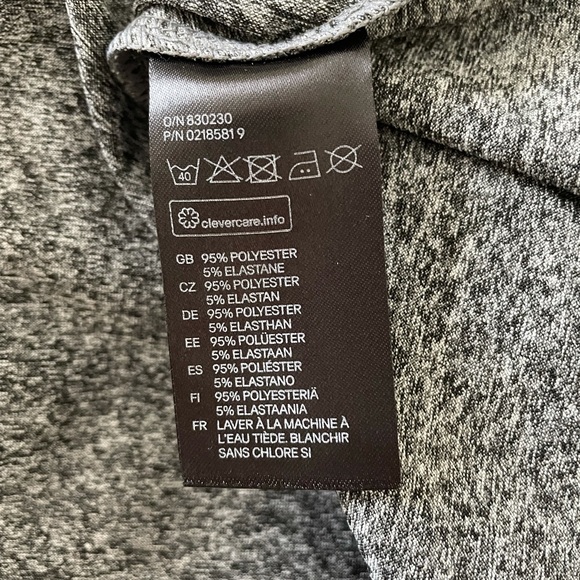 O/N 830230
P/N 0218581 9
40
clevercare.info
GB 95% POLYESTER
5% ELASTANE
CZ 95% POLYESTER
5% ELASTAN
DE 95% POLYESTER
5% ELASTHAN
EE 95% POLÜESTER
5% ELASTAAN
ES 95% POLIÉSTER
5% ELASTANO
FI 95% POLYESTERIÄ
5% ELASTAANIA
FR LAVER À LA MACHINE À
L'EAU TIÈDE. BLANCHIR
SANS CHLORE SI